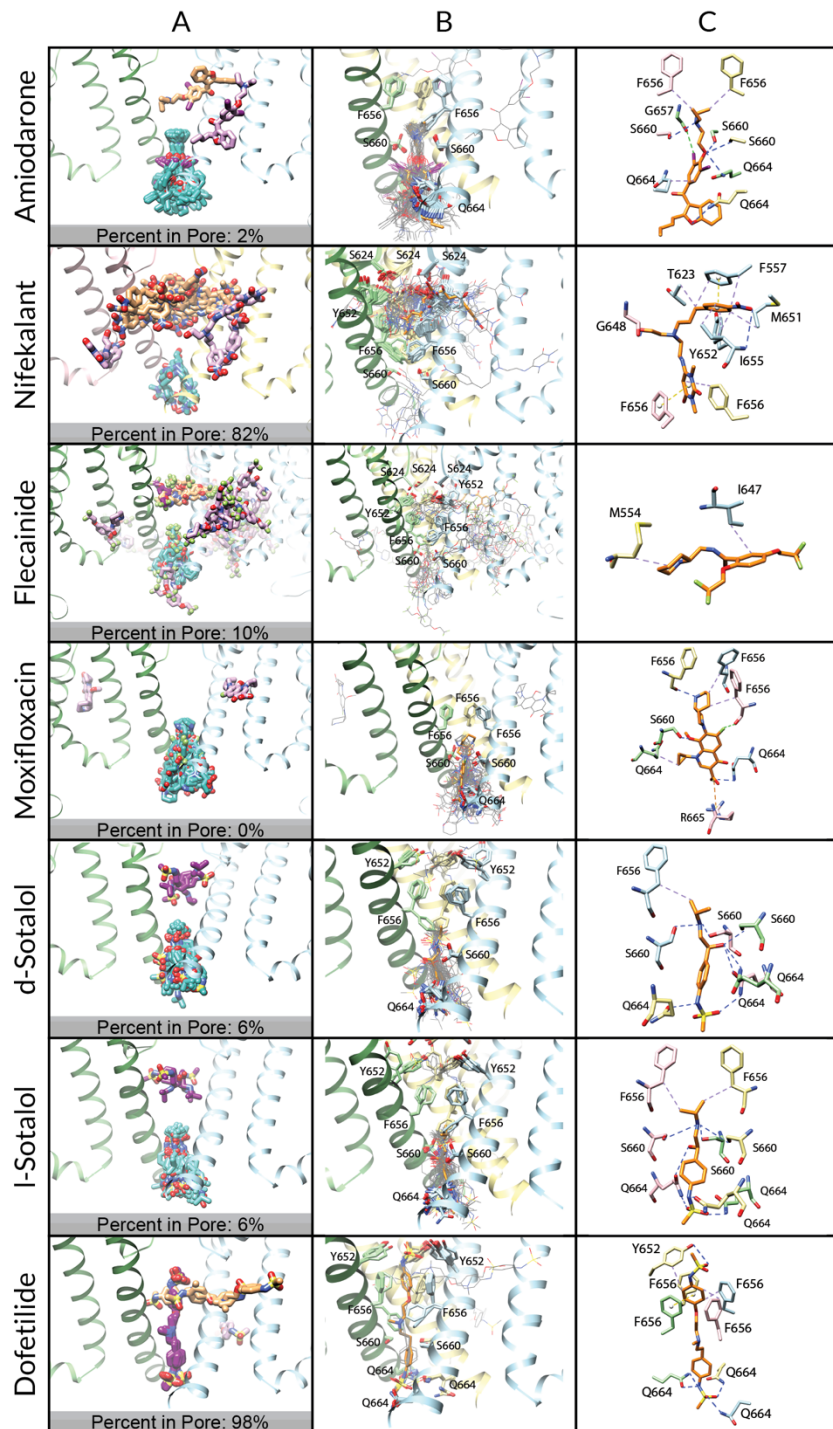 A B C
Amiodarone
F656 F656
S660 S660
Q664
F656 F656
G657
S660 S660
S660
Q664 Q664
Q664
Percent in Pore: 2%
Nifekalant
S624 S624 S624
Y652
F656 F656
S660 S660
T623 F557
G648 M651
Y652 I655
F656 F656
Percent in Pore: 82%
Flecainide
S624 S624 S624
Y652
Y652
F656 F656
S660 S660
M554 I647
Percent in Pore: 10%
Moxifloxacin
F656
F656 F656
S660 S660
Q664
F656 F656
F656
S660
Q664 Q664
R665
Percent in Pore: 0%
d-Sotalol
Y652 Y652
F656 F656
S660
Q664
F656
S660 S660
S660
Q664 Q664
Percent in Pore: 6%
l-Sotalol
Y652 Y652
F656 F656
S660 S660
Q664 Q664
F656 F656
S660 S660
S660
Q664 Q664
Q664
Percent in Pore: 6%
Dofetilide
Y652 Y652
F656 F656
S660 S660
Q664 Q664
Q664
Y652
F656 F656
F656 F656
Q664 Q664
Q664
Percent in Pore: 98%